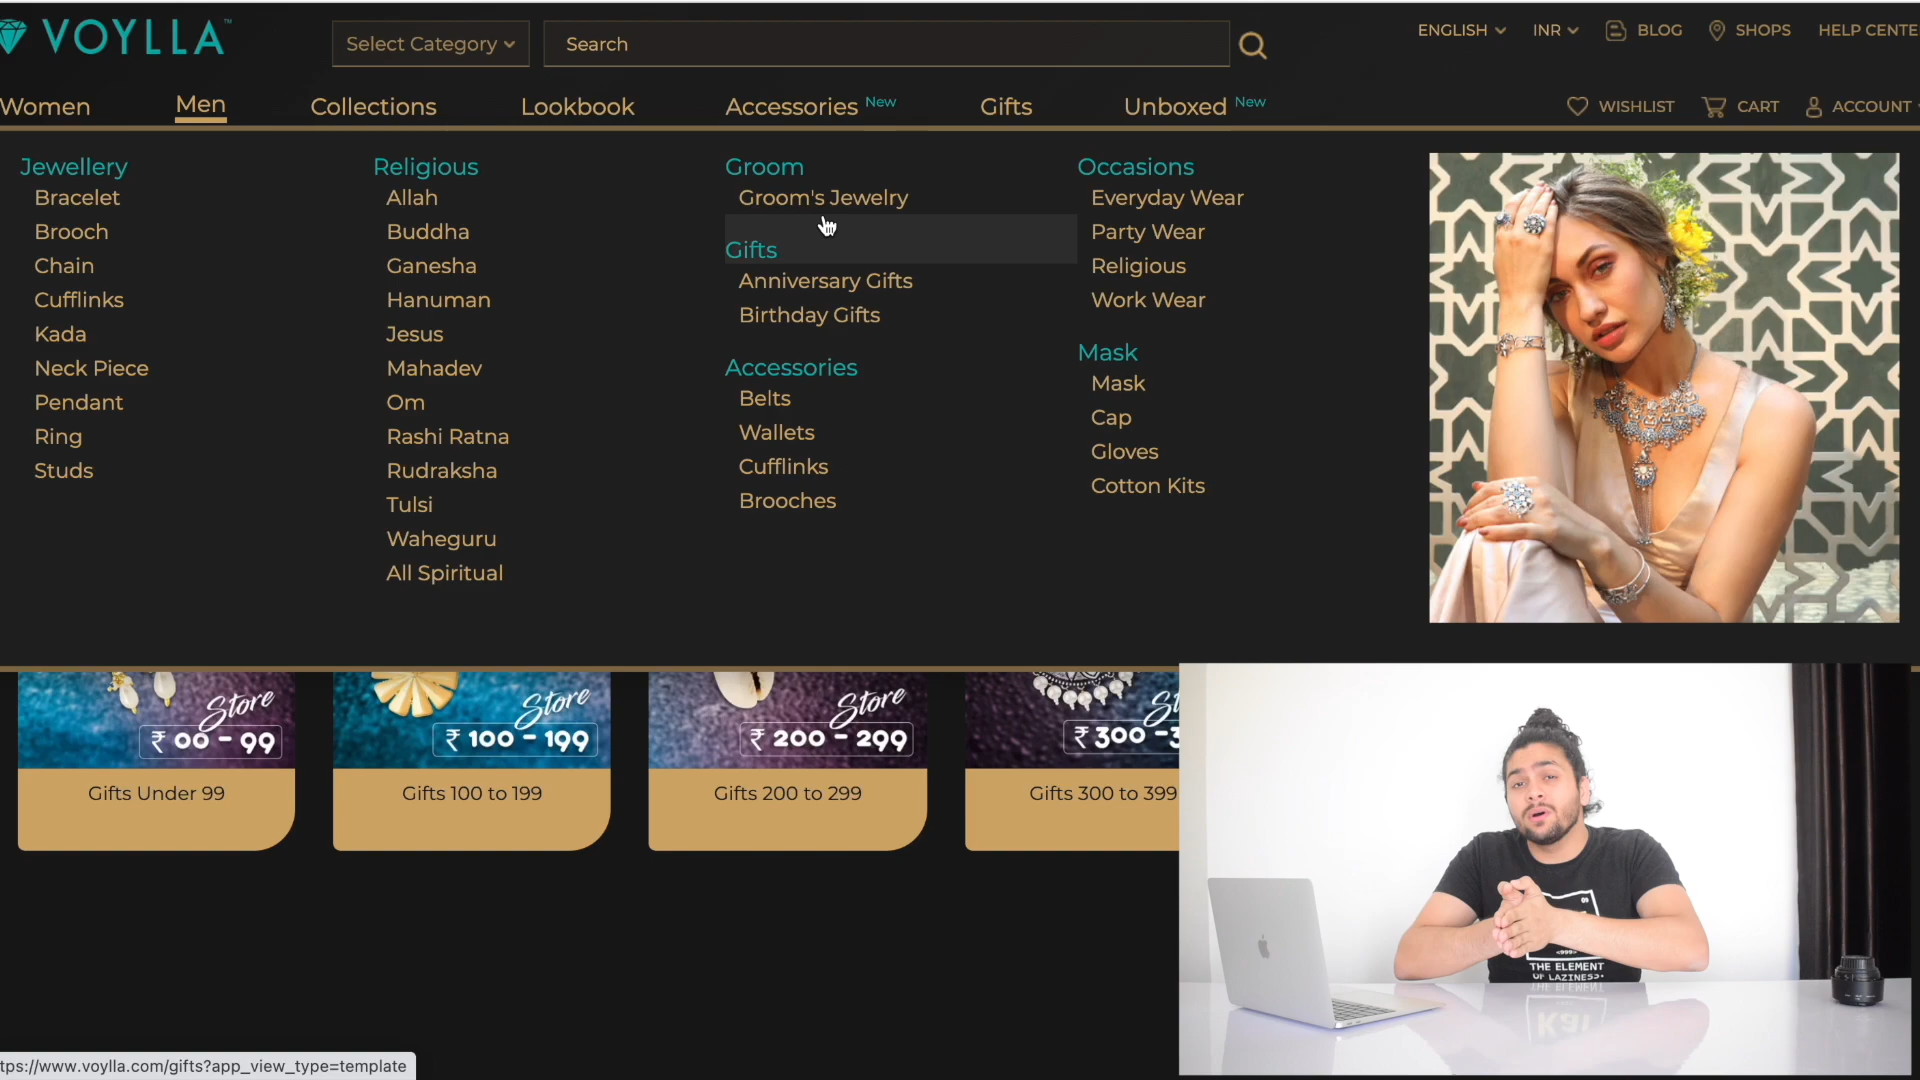 VOYLLA™
Select Category
Search
ENGLISH
INR
BLOG
SHOPS
HELP CENTE
Women
Men
Collections
Lookbook
Accessories New
Gifts
Unboxed New
WISHLIST
CART
ACCOUNT
Jewellery
Bracelet
Brooch
Chain
Cufflinks
Kada
Neck Piece
Pendant
Ring
Studs
Religious
Allah
Buddha
Ganesha
Hanuman
Jesus
Mahadev
Om
Rashi Ratna
Rudraksha
Tulsi
Waheguru
All Spiritual
Groom
Groom's Jewelry
Gifts
Anniversary Gifts
Birthday Gifts
Accessories
Belts
Wallets
Cufflinks
Brooches
Occasions
Everyday Wear
Party Wear
Religious
Work Wear
Mask
Mask
Cap
Gloves
Cotton Kits
Store
₹ 00 - 99
Gifts Under 99
Store
₹ 100 - 199
Gifts 100 to 199
Store
₹ 200 - 299
Gifts 200 to 299
St
₹ 300 - 3
Gifts 300 to 399
<999>
THE ELEMENT
OF LAZINESS.
tps://www.voylla.com/gifts?app_view_type=template